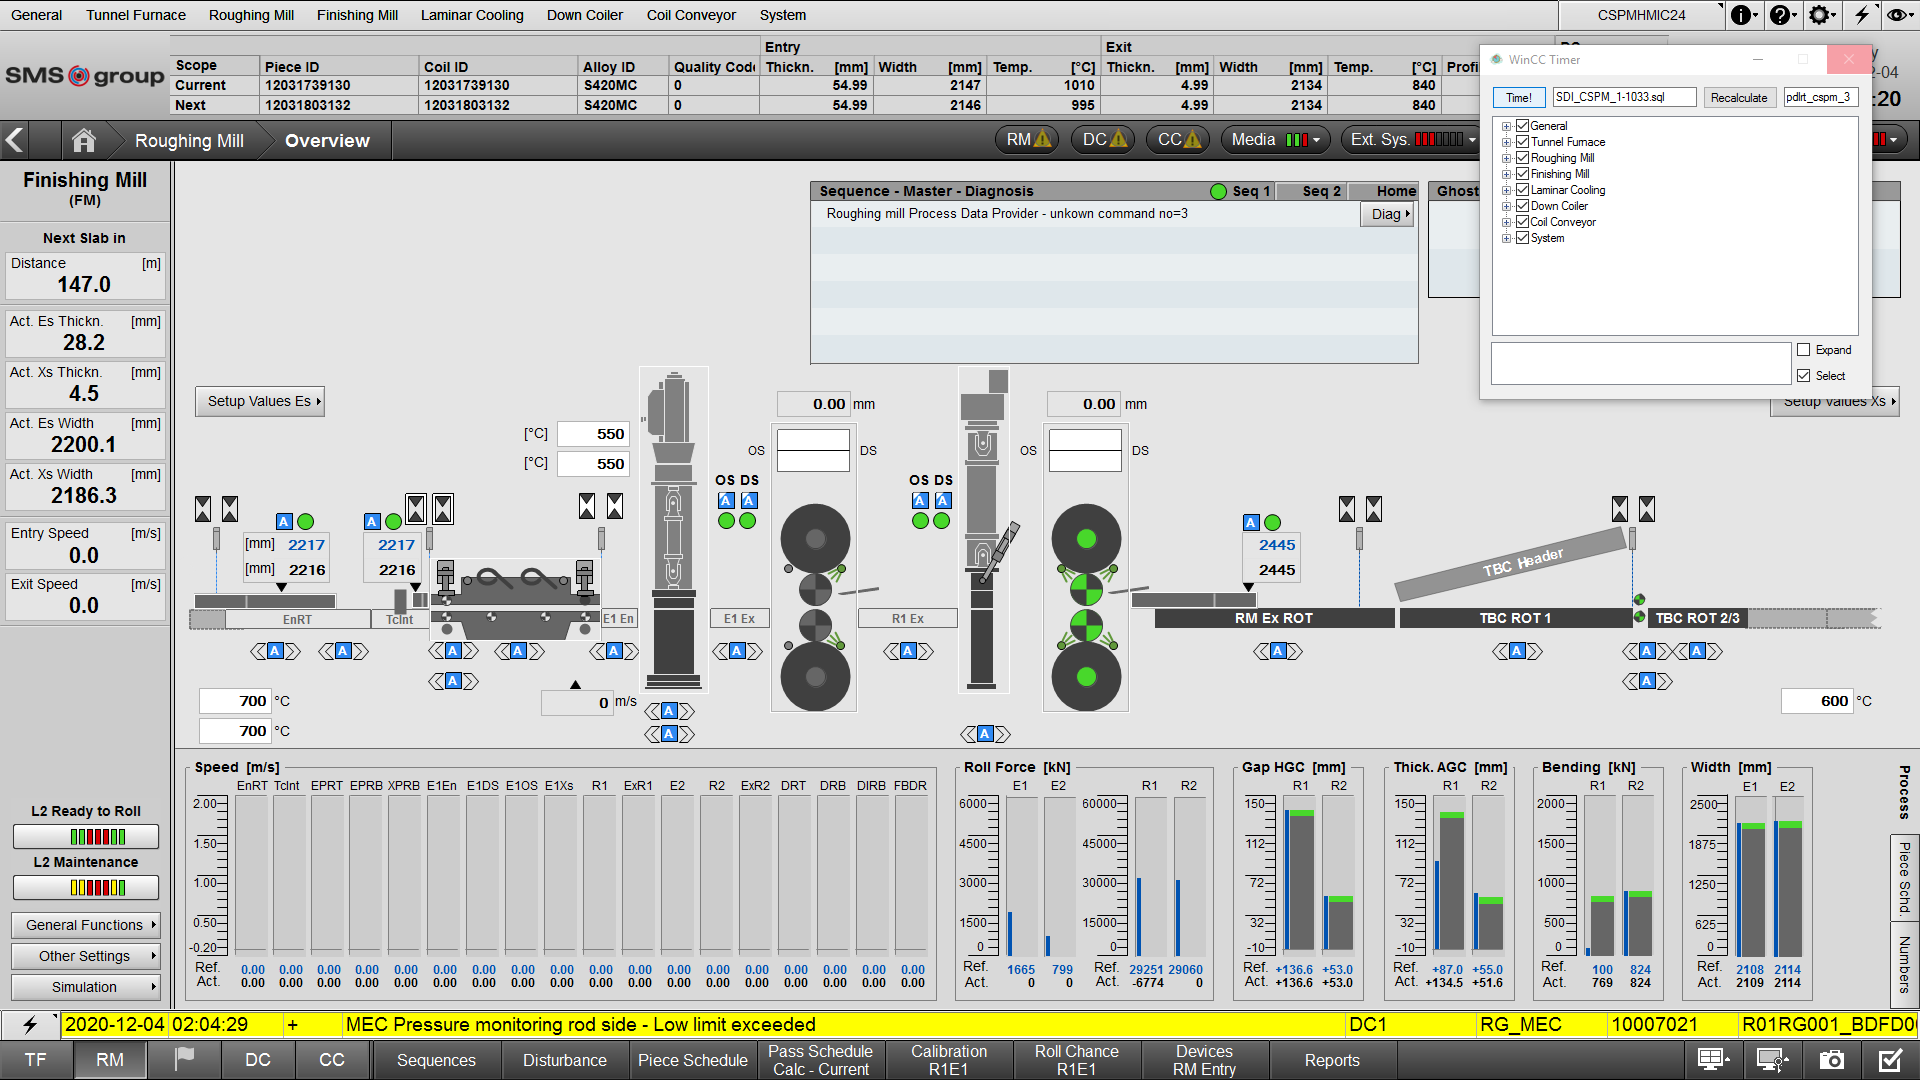 General Tunnel Furnace Roughing Mill Finishing Mill Laminar Cooling Down Coiler Coil Conveyor System CSPMHMIC24
SMS group
Entry Exit
Scope Piece ID Coil ID Alloy ID Quality Code Thickn. [mm] Width [mm] Temp. [°C] Thickn. [mm] Width [mm] Temp. [°C] Profi
Current 12031739130 12031739130 S420MC 0 54.99 2147 1010 4.99 2134 840
Next 12031803132 12031803132 S420MC 0 54.99 2146 995 4.99 2134 840
-04
:20
WinCC Timer
Time! SDI_CSPM_1-1033.sql Recalculate pdlrt_cspm_3
General
Tunnel Furnace
Roughing Mill
Finishing Mill
Laminar Cooling
Down Coiler
Coil Conveyor
System
Expand
Select
Roughing Mill Overview RM DC CC Media Ext. Sys.
Finishing Mill
(FM)
Next Slab in
Distance [m]
147.0
Act. Es Thickn. [mm]
28.2
Act. Xs Thickn. [mm]
4.5
Act. Es Width [mm]
2200.1
Act. Xs Width [mm]
2186.3
Entry Speed [m/s]
0.0
Exit Speed [m/s]
0.0
L2 Ready to Roll
L2 Maintenance
General Functions
Other Settings
Simulation
Sequence - Master - Diagnosis Seq 1 Seq 2 Home Ghost
Roughing mill Process Data Provider - unkown command no=3 Diag
Setup Values Es Setup Values Xs
0.00 mm 0.00 mm
[°C] 550
[°C] 550
OS DS OS DS
OS DS OS DS
A A A A
A A A
[mm] 2217 2217 2445
[mm] 2216 2216 2445
TBC Header
EnRT TcInt E1 En E1 Ex R1 Ex RM Ex ROT TBC ROT 1 TBC ROT 2/3
A A A A A A A A A A A
A A
700 °C 0 m/s 600 °C
700 °C
A
A A
Speed [m/s]
EnRT TcInt EPRT EPRB XPRB E1En E1DS E1OS E1Xs R1 ExR1 E2 R2 ExR2 DRT DRB DIRB FBDR
2.00
1.50
1.00
0.50
-0.20
Ref. 0.00 0.00 0.00 0.00 0.00 0.00 0.00 0.00 0.00 0.00 0.00 0.00 0.00 0.00 0.00 0.00 0.00 0.00
Act. 0.00 0.00 0.00 0.00 0.00 0.00 0.00 0.00 0.00 0.00 0.00 0.00 0.00 0.00 0.00 0.00 0.00 0.00
Roll Force [kN]
E1 E2 R1 R2
6000 60000
4500 45000
3000 30000
1500 15000
0 0
Ref. 1665 799 Ref. 29251 29060
Act. 0 0 Act. -6774 0
Gap HGC [mm]
R1 R2
150
112
72
32
-10
Ref. +136.6 +53.0
Act. +136.6 +53.0
Thick. AGC [mm]
R1 R2
150
112
72
32
-10
Ref. +87.0 +55.0
Act. +134.5 +51.6
Bending [kN]
R1 R2
2000
1500
1000
500
0
Ref. 100 824
Act. 769 824
Width [mm]
E1 E2
2500
1875
1250
625
0
Ref. 2108 2114
Act. 2109 2114
Process
Piece Schd.
Numbers
2020-12-04 02:04:29 + MEC Pressure monitoring rod side - Low limit exceeded DC1 RG_MEC 10007021 R01RG001_BDFD0
TF RM DC CC Sequences Disturbance Piece Schedule Pass Schedule Calibration Roll Chance Devices Reports
Calc - Current R1E1 R1E1 RM Entry